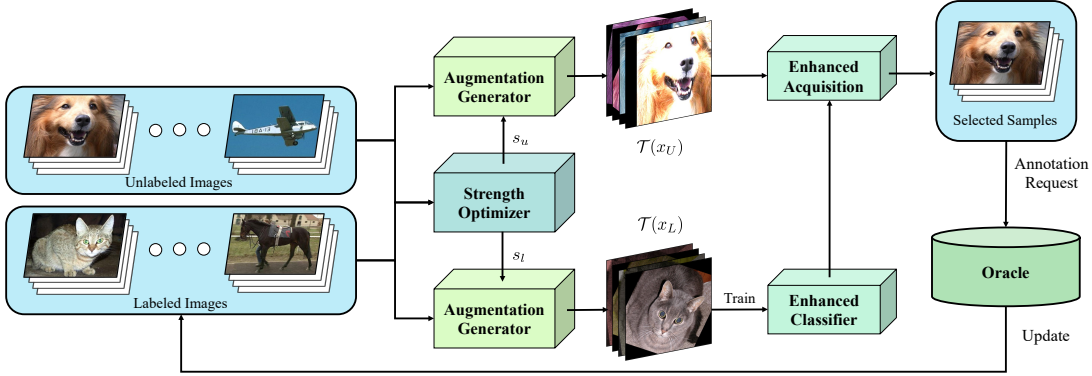 Unlabeled Images
Labeled Images
Augmentation
Generator
s_u
Strength
Optimizer
s_l
Augmentation
Generator
𝒯(x_U)
𝒯(x_L)
Train
Enhanced
Acquisition
Enhanced
Classifier
Selected Samples
Annotation
Request
Oracle
Update